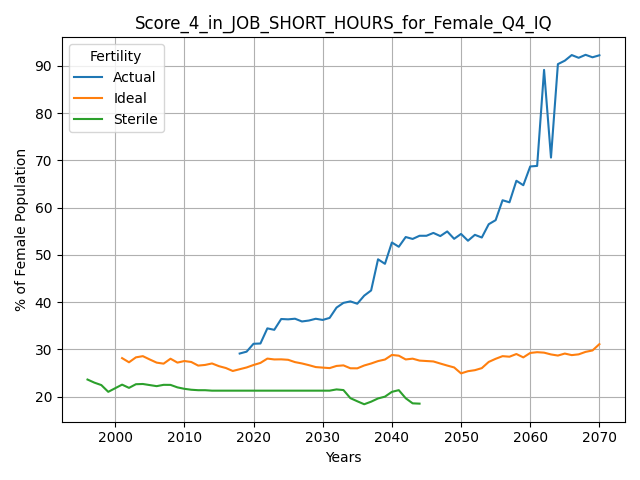 Score_4_in_JOB_SHORT_HOURS_for_Female_Q4_IQ
Fertility
Actual
Ideal
Sterile
% of Female Population
90
80
70
60
50
40
30
20
2000 2010 2020 2030 2040 2050 2060 2070
Years